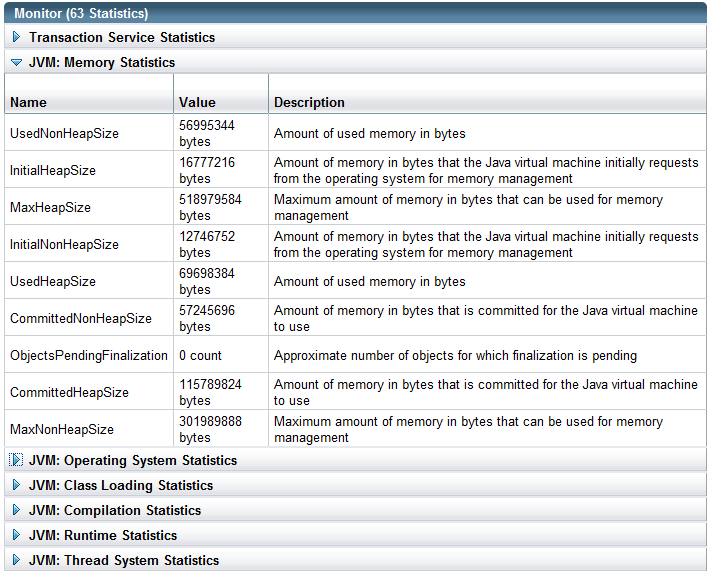 Monitor (63 Statistics)
Transaction Service Statistics
JVM: Memory Statistics
Name Value Description
UsedNonHeapSize 56995344 bytes Amount of used memory in bytes
InitialHeapSize 16777216 bytes Amount of memory in bytes that the Java virtual machine initially requests
from the operating system for memory management
MaxHeapSize 518979584 bytes Maximum amount of memory in bytes that can be used for memory
management
InitialNonHeapSize 12746752 bytes Amount of memory in bytes that the Java virtual machine initially requests
from the operating system for memory management
UsedHeapSize 69698384 bytes Amount of used memory in bytes
CommittedNonHeapSize 57245696 bytes Amount of memory in bytes that is committed for the Java virtual machine
to use
ObjectsPendingFinalization 0 count Approximate number of objects for which finalization is pending
CommittedHeapSize 115789824 bytes Amount of memory in bytes that is committed for the Java virtual machine
to use
MaxNonHeapSize 301989888 bytes Maximum amount of memory in bytes that can be used for memory
management
JVM: Operating System Statistics
JVM: Class Loading Statistics
JVM: Compilation Statistics
JVM: Runtime Statistics
JVM: Thread System Statistics